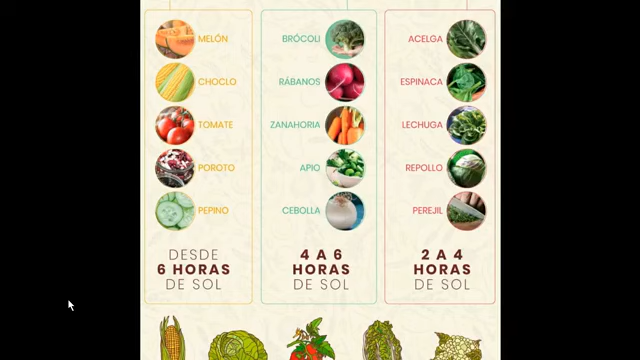 MELÓN
CHOCLO
TOMATE
POROTO
PEPINO
DESDE
6 HORAS
DE SOL
BRÓCOLI
RÁBANOS
ZANAHORIA
APIO
CEBOLLA
4 A 6
HORAS
DE SOL
ACELGA
ESPINACA
LECHUGA
REPOLLO
PEREJIL
2 A 4
HORAS
DE SOL